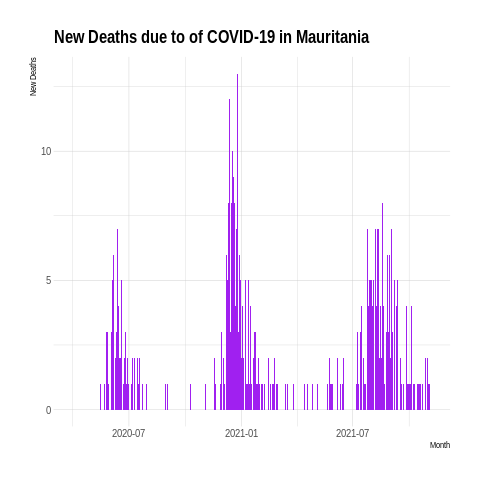 New Deaths due to of COVID-19 in Mauritania
New Deaths
10
5
0
2020-07
2021-01
2021-07
Month